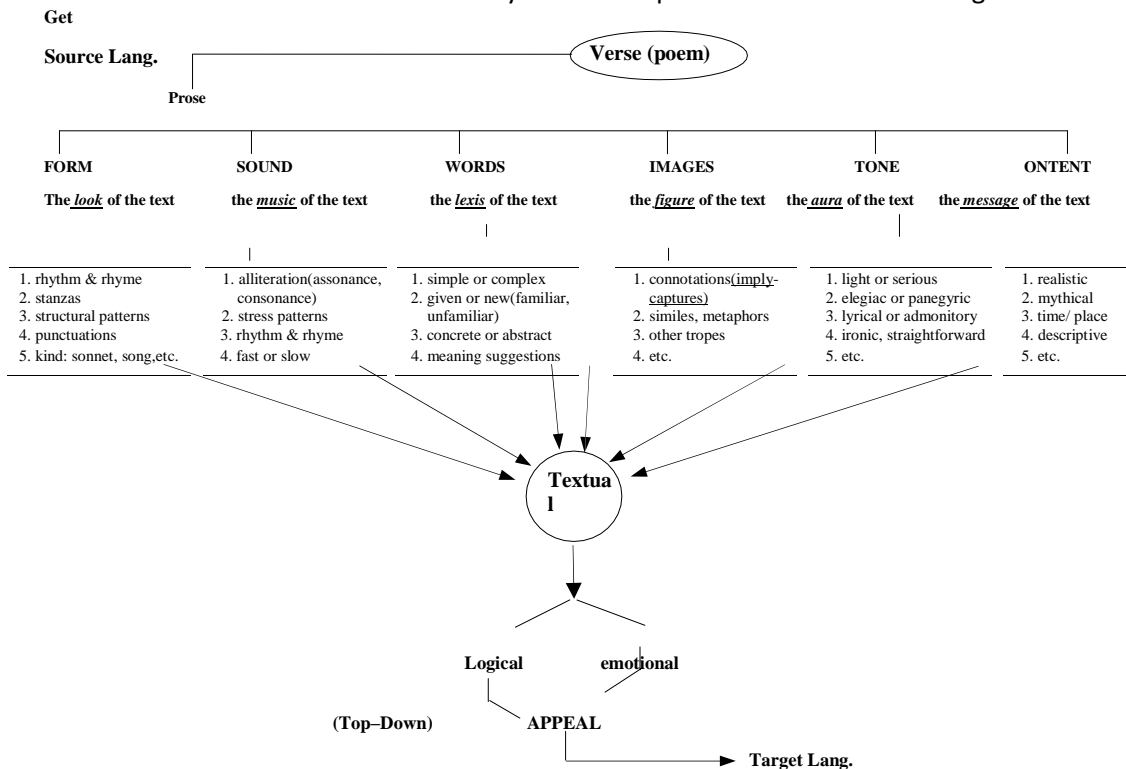 Get
Source Lang.
Verse (poem)
Prose
FORM
The look of the text
1. rhythm & rhyme
2. stanzas
3. structural patterns
4. punctuations
5. kind: sonnet, song,etc.
SOUND
the music of the text
1. alliteration(assonance,
consonance)
2. stress patterns
3. rhythm & rhyme
4. fast or slow
WORDS
the lexis of the text
1. simple or complex
2. given or new(familiar,
unfamiliar)
3. concrete or abstract
4. meaning suggestions
IMAGES
the figure of the text
1. connotations(imply-
captures)
2. similes, metaphors
3. other tropes
4. etc.
TONE
the aura of the text
1. light or serious
2. elegiac or panegyric
3. lyrical or admonitory
4. ironic, straightforward
5. etc.
ONTENT
the message of the text
1. realistic
2. mythical
3. time/ place
4. descriptive
5. etc.
Textua
l
Logical
emotional
(Top–Down)
APPEAL
Target Lang.